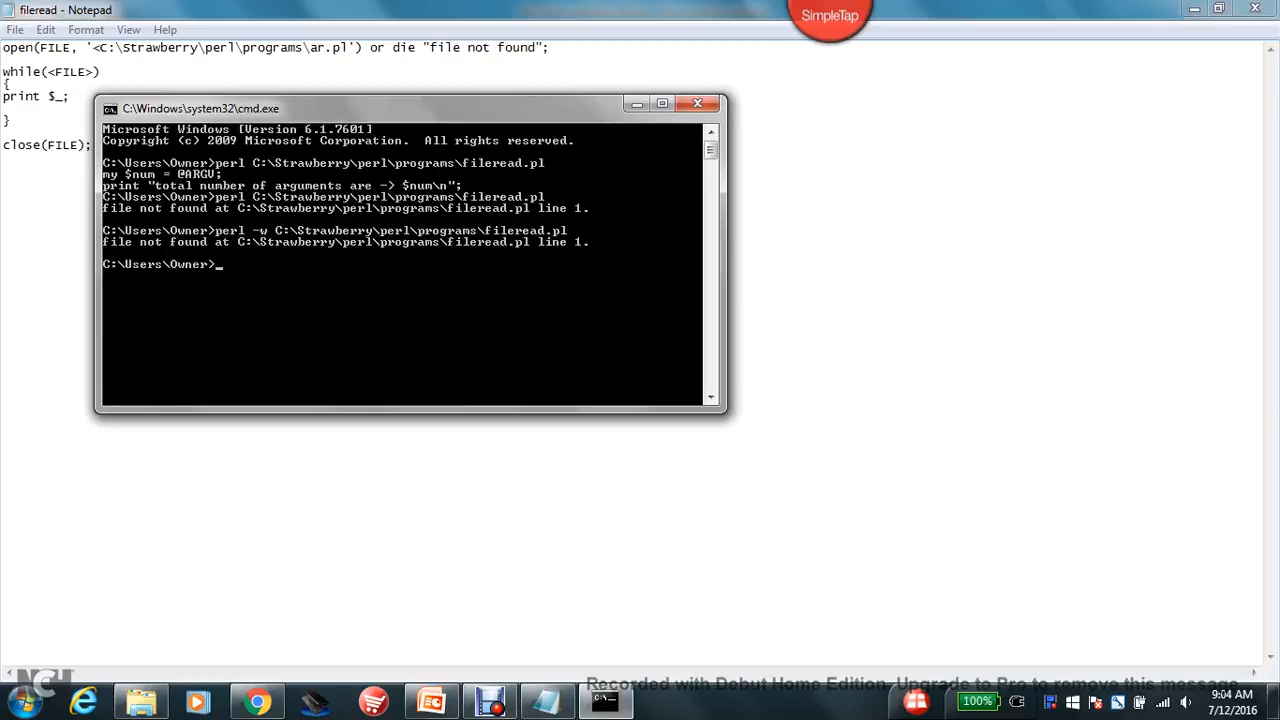 fileread - Notepad
SimpleTap
File Edit Format View Help
open(FILE, '<C:\Strawberry\perl\programs\ar.pl') or die "file not found";
while(<FILE>)
{
print $_;
}
close(FILE);
C:\Windows\system32\cmd.exe
Microsoft Windows [Version 6.1.7601]
Copyright (c) 2009 Microsoft Corporation. All rights reserved.
C:\Users\Owner>perl C:\Strawberry\perl\programs\fileread.pl
my $num = @ARGV;
print "total number of arguments are -> $num\n";
C:\Users\Owner>perl C:\Strawberry\perl\programs\fileread.pl
file not found at C:\Strawberry\perl\programs\fileread.pl line 1.
C:\Users\Owner>perl -w C:\Strawberry\perl\programs\fileread.pl
file not found at C:\Strawberry\perl\programs\fileread.pl line 1.
C:\Users\Owner>_
NCH
Recorded with Debut Home Edition. Upgrade to Pro to remove this message
100%
9:04 AM
7/12/2016